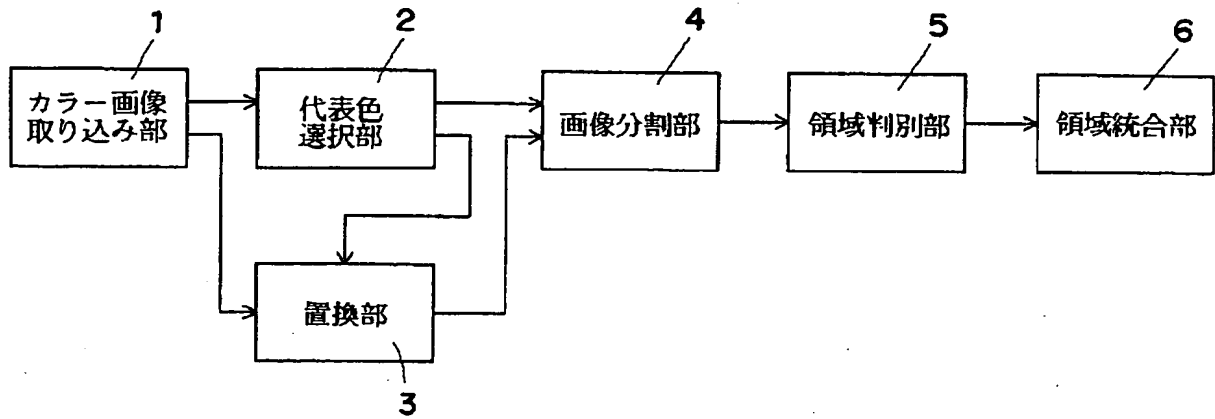 1
カラー画像
取り込み部
2
代表色
選択部
3
置換部
4
画像分割部
5
領域判別部
6
領域統合部